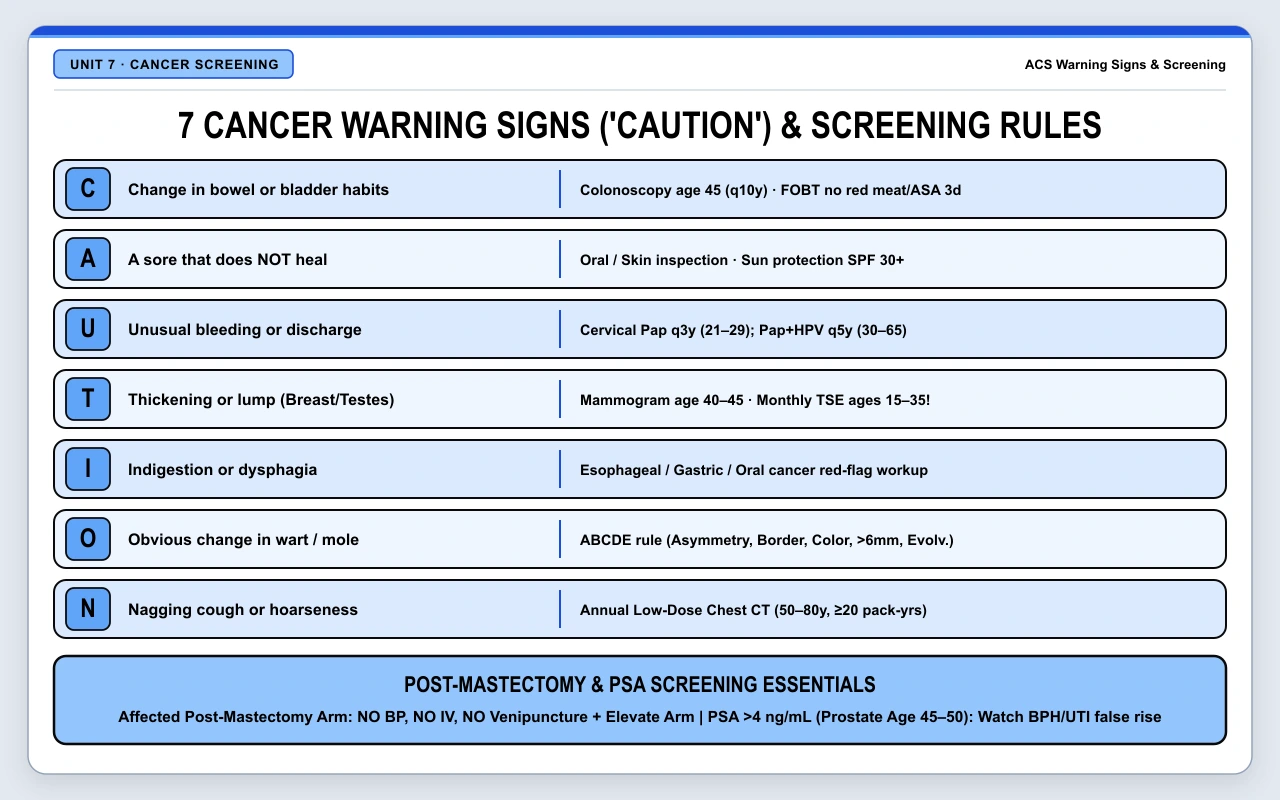 UNIT 7 · CANCER SCREENING
ACS Warning Signs & Screening
7 CANCER WARNING SIGNS ('CAUTION') & SCREENING RULES
C Change in bowel or bladder habits Colonoscopy age 45 (q10y) · FOBT no red meat/ASA 3d
A A sore that does NOT heal Oral / Skin inspection · Sun protection SPF 30+
U Unusual bleeding or discharge Cervical Pap q3y (21–29); Pap+HPV q5y (30–65)
T Thickening or lump (Breast/Testes) Mammogram age 40–45 · Monthly TSE ages 15–35!
I Indigestion or dysphagia Esophageal / Gastric / Oral cancer red-flag workup
O Obvious change in wart / mole ABCDE rule (Asymmetry, Border, Color, >6mm, Evolv.)
N Nagging cough or hoarseness Annual Low-Dose Chest CT (50–80y, ≥20 pack-yrs)
POST-MASTECTOMY & PSA SCREENING ESSENTIALS
Affected Post-Mastectomy Arm: NO BP, NO IV, NO Venipuncture + Elevate Arm | PSA >4 ng/mL (Prostate Age 45–50): Watch BPH/UTI false rise